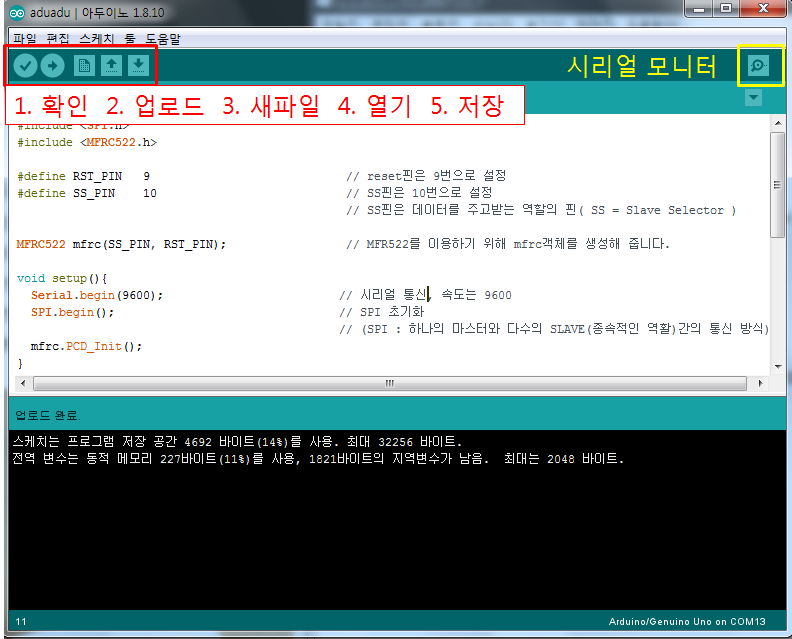 aduadu | 아두이노 1.8.10
파일 편집 스케치 툴 도움말
시리얼 모니터
1. 확인 2. 업로드 3. 새파일 4. 열기 5. 저장
#include <SPI.h>
#include <MFRC522.h>
#define RST_PIN 9 // reset핀은 9번으로 설정
#define SS_PIN 10 // SS핀은 10번으로 설정
// SS핀은 데이터를 주고받는 역할의 핀( SS = Slave Selector )
MFRC522 mfrc(SS_PIN, RST_PIN); // MFR522를 이용하기 위해 mfrc객체를 생성해 줍니다.
void setup(){
Serial.begin(9600); // 시리얼 통신, 속도는 9600
SPI.begin(); // SPI 초기화
// (SPI : 하나의 마스터와 다수의 SLAVE(종속적인 역활)간의 통신 방식)
mfrc.PCD_Init();
}
업로드 완료.
스케치는 프로그램 저장 공간 4692 바이트(14%)를 사용. 최대 32256 바이트.
전역 변수는 동적 메모리 227바이트(11%)를 사용, 1821바이트의 지역변수가 남음. 최대는 2048 바이트.
11 Arduino/Genuino Uno on COM13